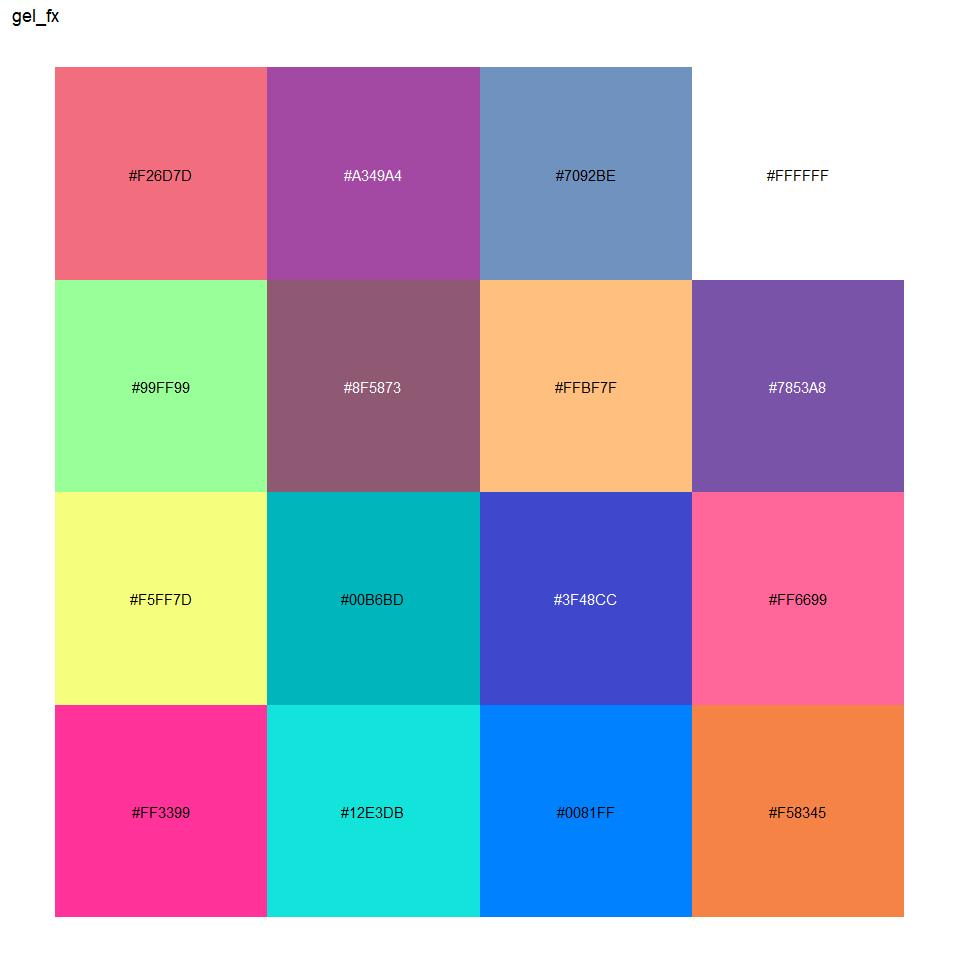 gel_fx
#F26D7D #A349A4 #7092BE #FFFFFF
#99FF99 #8F5873 #FFBF7F #7853A8
#F5FF7D #00B6BD #3F48CC #FF6699
#FF3399 #12E3DB #0081FF #F58345